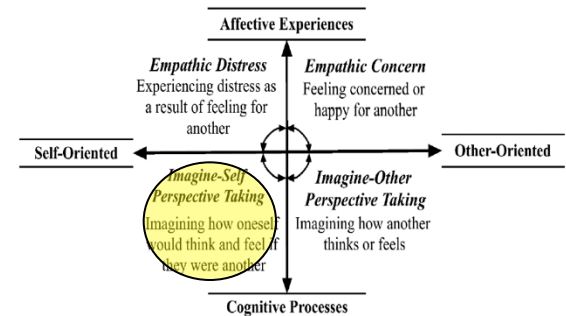 Affective Experiences
Empathic Distress
Experiencing distress as
a result of feeling for
another
Empathic Concern
Feeling concerned or
happy for another
Self-Oriented
Other-Oriented
Imagine-Self
Perspective Taking
Imagining how oneself
would think and feel if
they were another
Imagine-Other
Perspective Taking
Imagining how another
thinks or feels
Cognitive Processes